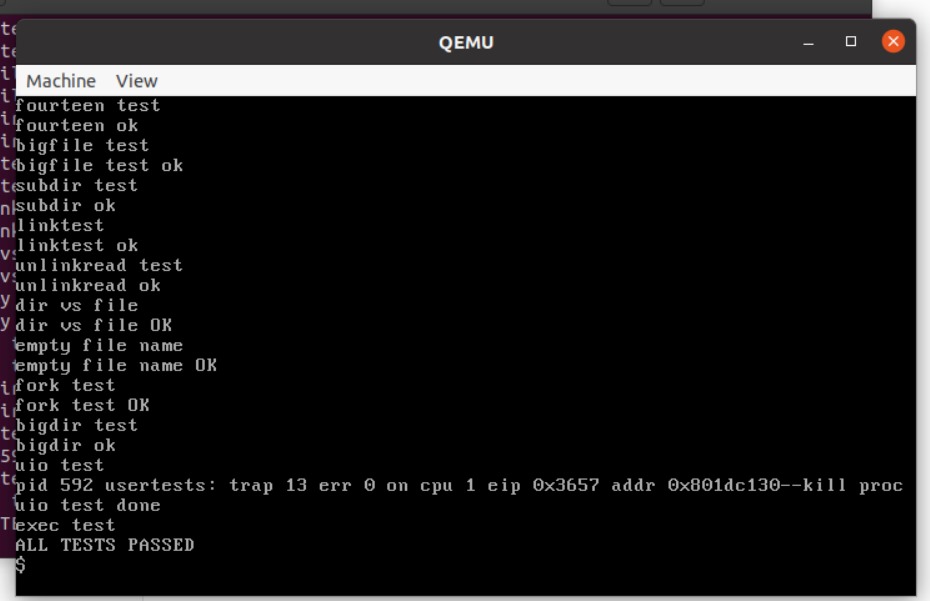 QEMU
Machine View
fourteen test
fourteen ok
bigfile test
bigfile test ok
subdir test
subdir ok
linktest
linktest ok
unlinkread test
unlinkread ok
dir vs file
dir vs file OK
empty file name
empty file name OK
fork test
fork test OK
bigdir test
bigdir ok
uio test
pid 592 usertests: trap 13 err 0 on cpu 1 eip 0x3657 addr 0x801dc130--kill proc
uio test done
exec test
ALL TESTS PASSED
$